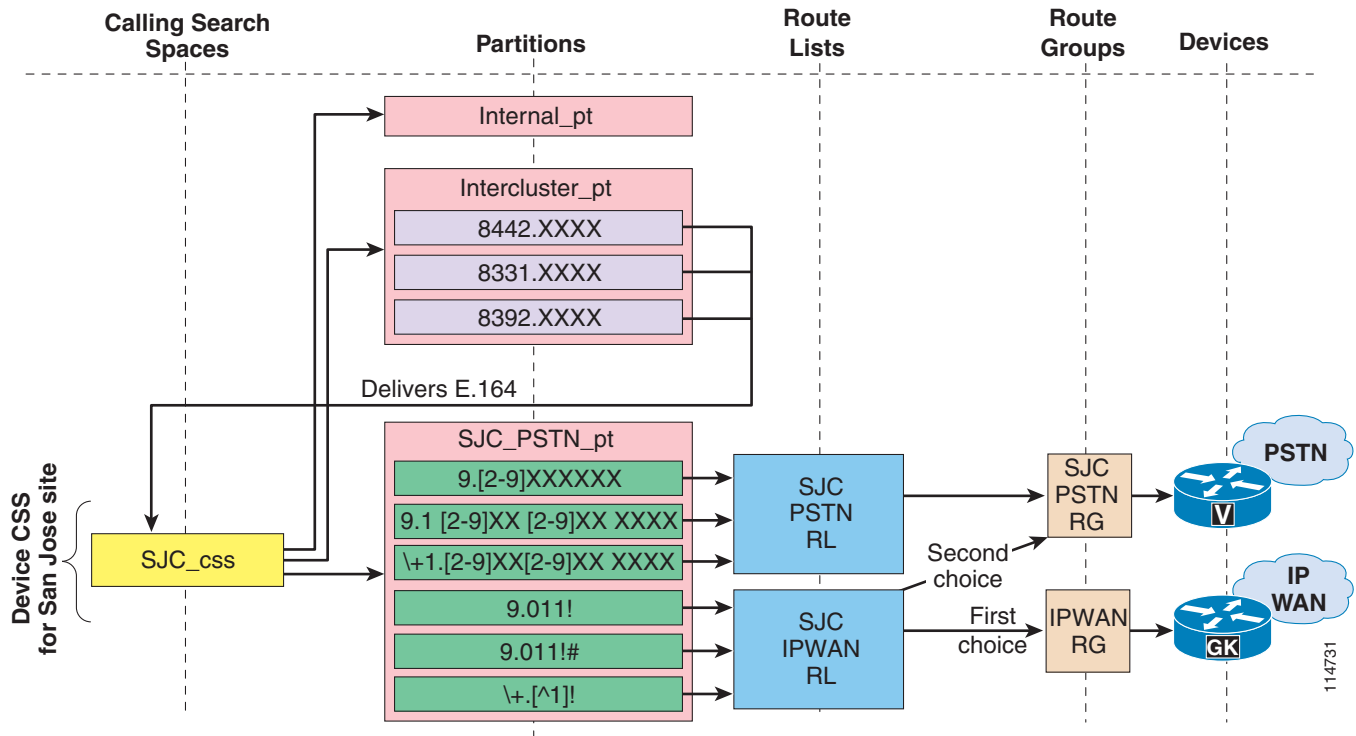 Calling Search
Spaces
Partitions
Route
Lists
Route
Groups
Devices
Internal_pt
Intercluster_pt
8442.XXXX
8331.XXXX
8392.XXXX
Delivers E.164
SJC_PSTN_pt
9.[2-9]XXXXXX
9.1 [2-9]XX [2-9]XX XXXX
\+1.[2-9]XX[2-9]XX XXXX
9.011!
9.011!#
\+.[^1]!
Device CSS
for San Jose site
SJC_css
SJC
PSTN
RL
SJC
IPWAN
RL
Second
choice
First
choice
SJC
PSTN
RG
IPWAN
RG
PSTN
V
IP
WAN
GK
114731